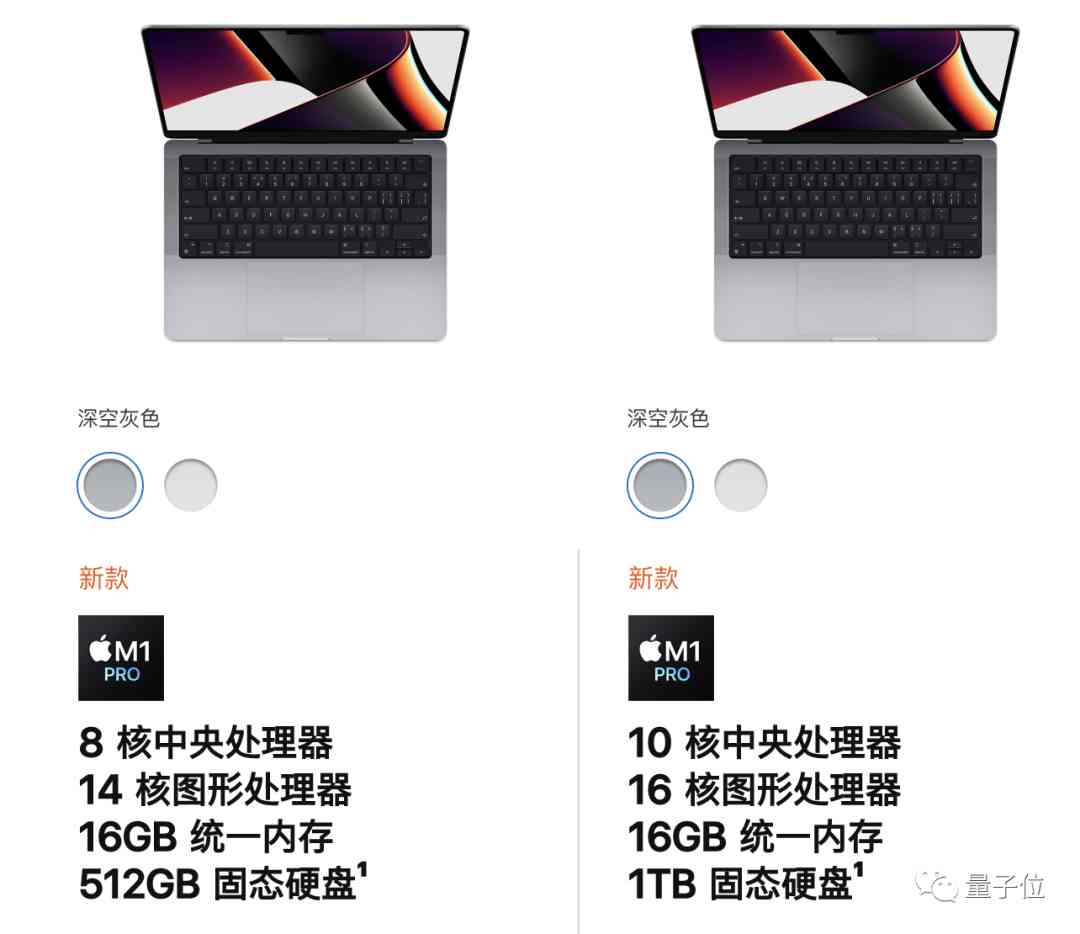 深空灰色
新款
M1
PRO
8 核中央处理器
14 核图形处理器
16GB 统一内存
512GB 固态硬盘¹
深空灰色
新款
M1
PRO
10 核中央处理器
16 核图形处理器
16GB 统一内存
1TB 固态硬盘¹
量子位